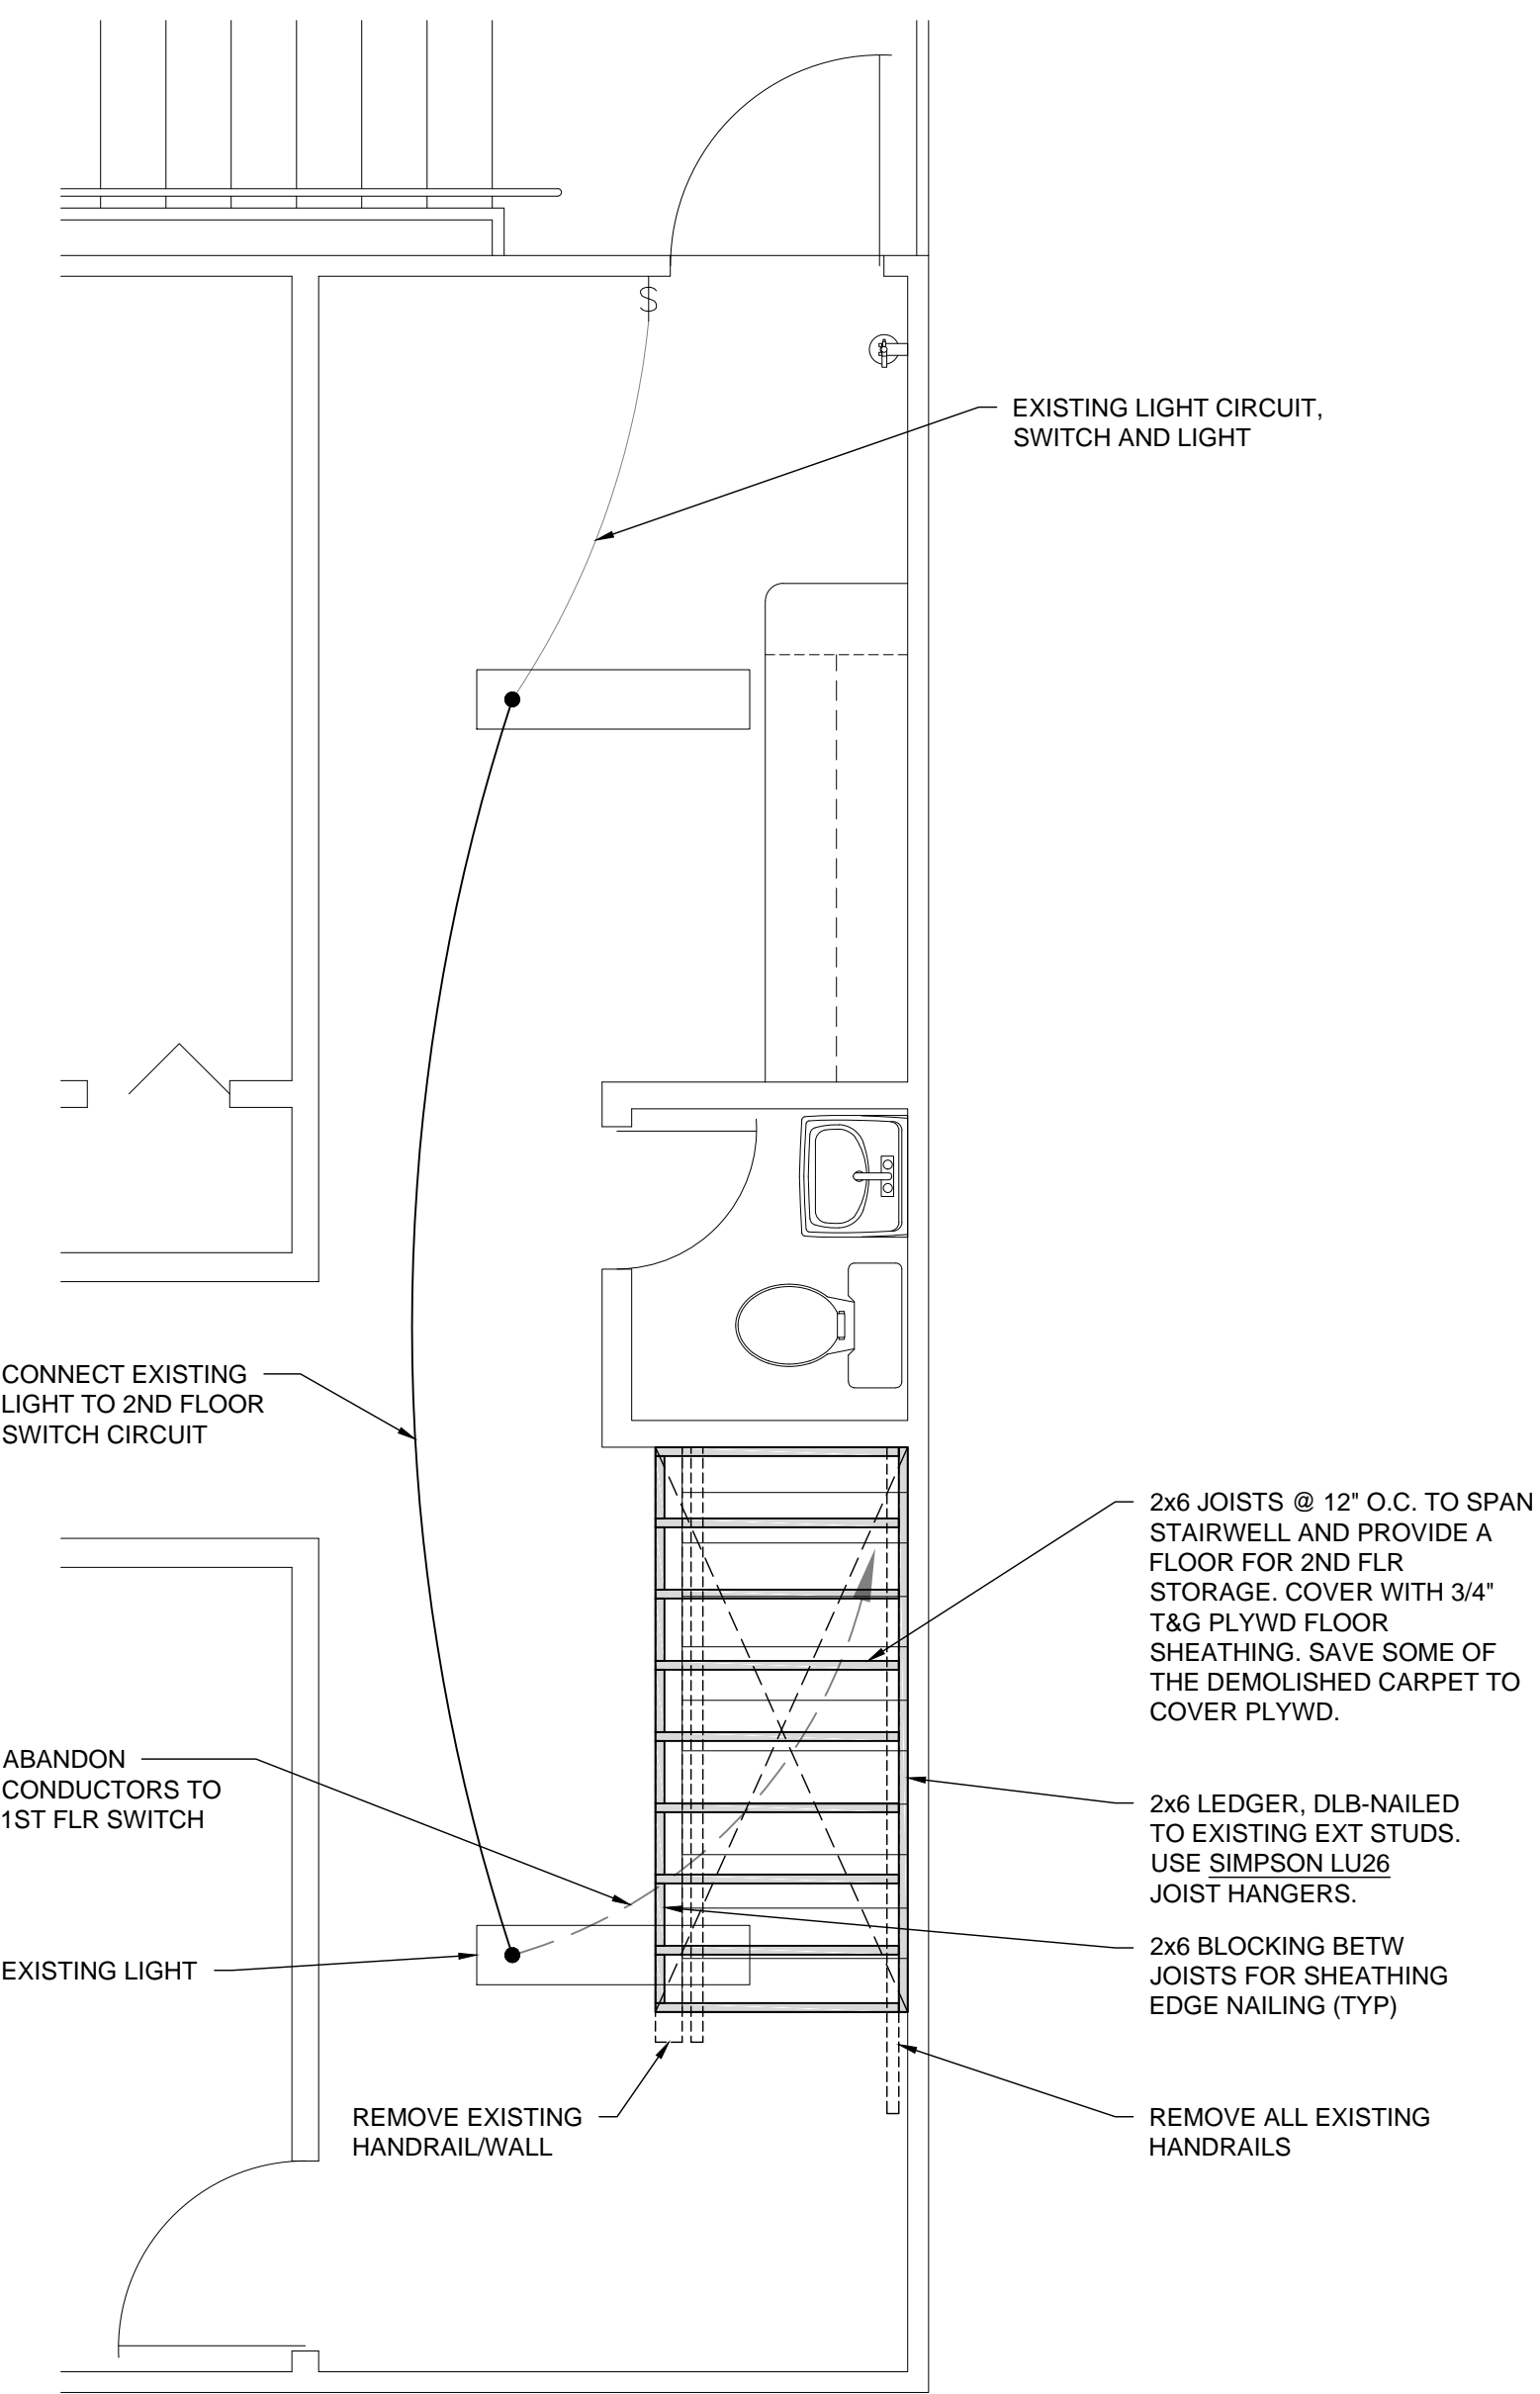 S
EXISTING LIGHT CIRCUIT,
SWITCH AND LIGHT
CONNECT EXISTING
LIGHT TO 2ND FLOOR
SWITCH CIRCUIT
2x6 JOISTS @ 12" O.C. TO SPAN
STAIRWELL AND PROVIDE A
FLOOR FOR 2ND FLR
STORAGE. COVER WITH 3/4"
T&G PLYWD FLOOR
SHEATHING. SAVE SOME OF
THE DEMOLISHED CARPET TO
COVER PLYWD.
ABANDON
CONDUCTORS TO
1ST FLR SWITCH
2x6 LEDGER, DLB-NAILED
TO EXISTING EXT STUDS.
USE SIMPSON LU26
JOIST HANGERS.
EXISTING LIGHT
2x6 BLOCKING BETW
JOISTS FOR SHEATHING
EDGE NAILING (TYP)
REMOVE EXISTING
HANDRAIL/WALL
REMOVE ALL EXISTING
HANDRAILS